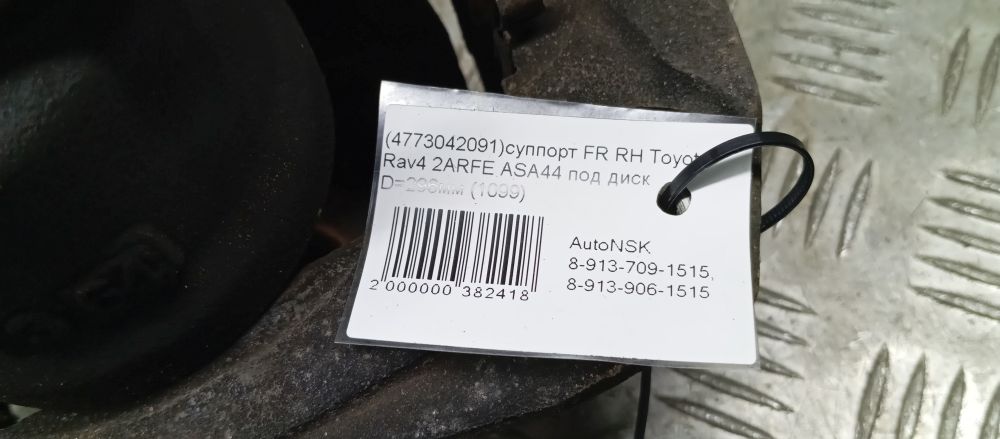 (4773042091)суппорт FR RH Toyota
Rav4 2ARFE ASA44 под диск
D=296мм (1099)
2 000000 382418
AutoNSK
8-913-709-1515,
8-913-906-1515